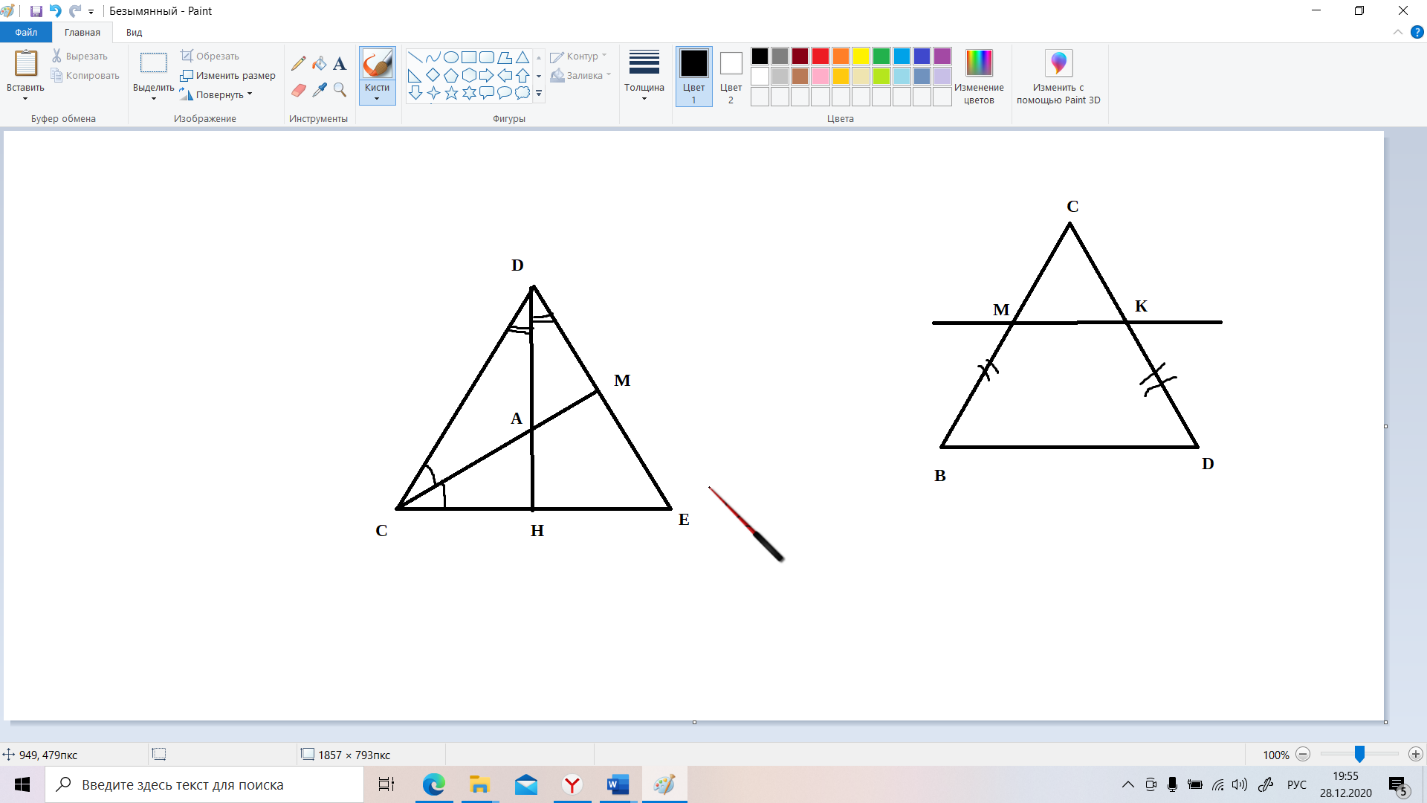 Безымянный - Paint
Файл
Главная
Вид
Вставить
Вырезать
Копировать
Буфер обмена
Выделить
Обрезать
Изменить размер
Повернуть
Изображение
A
Инструменты
Кисти
Контур
Заливка
Фигуры
Толщина
Цвет
1
Цвет
2
Изменение
цветов
Цвета
Изменить с
помощью Paint 3D
D
M
A
C
H
E
C
M
K
B
D
949, 479пкс
1857 × 793пкс
100%
Введите здесь текст для поиска
РУС
19:55
28.12.2020
5